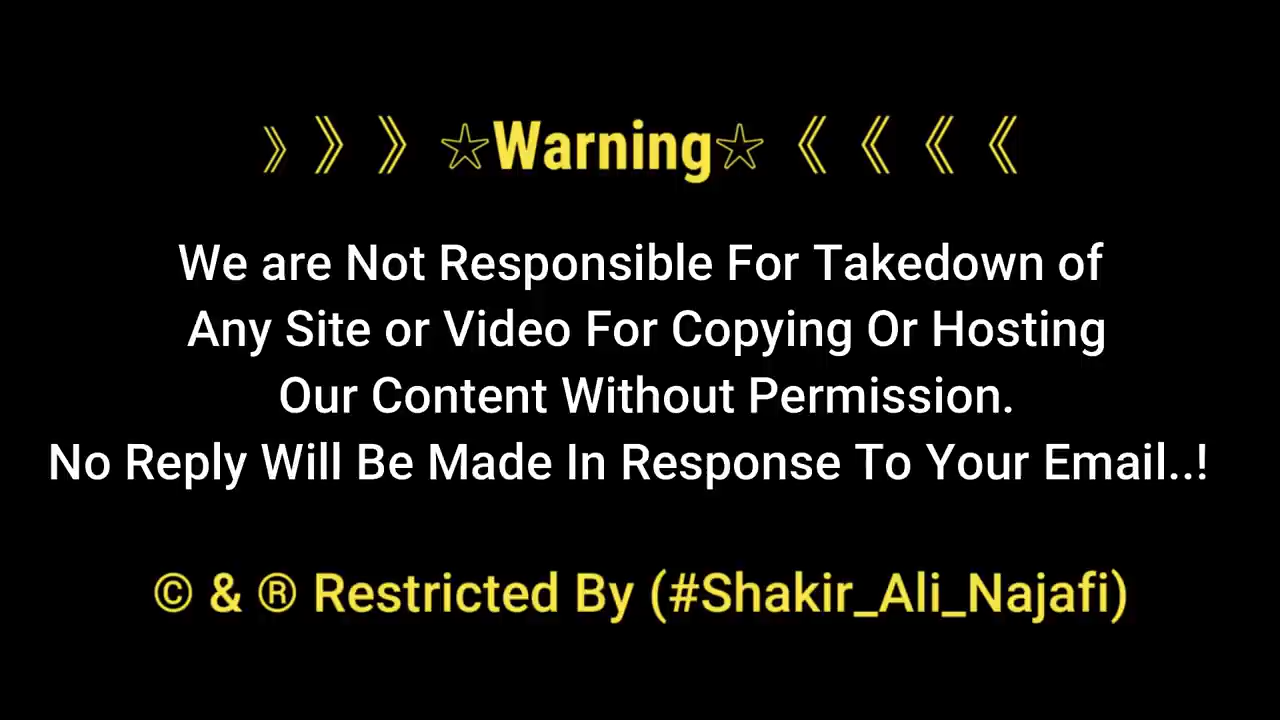 》》》☆Warning☆《《《《
We are Not Responsible For Takedown of
Any Site or Video For Copying Or Hosting
Our Content Without Permission.
No Reply Will Be Made In Response To Your Email..!
© & ® Restricted By (#Shakir_Ali_Najafi)